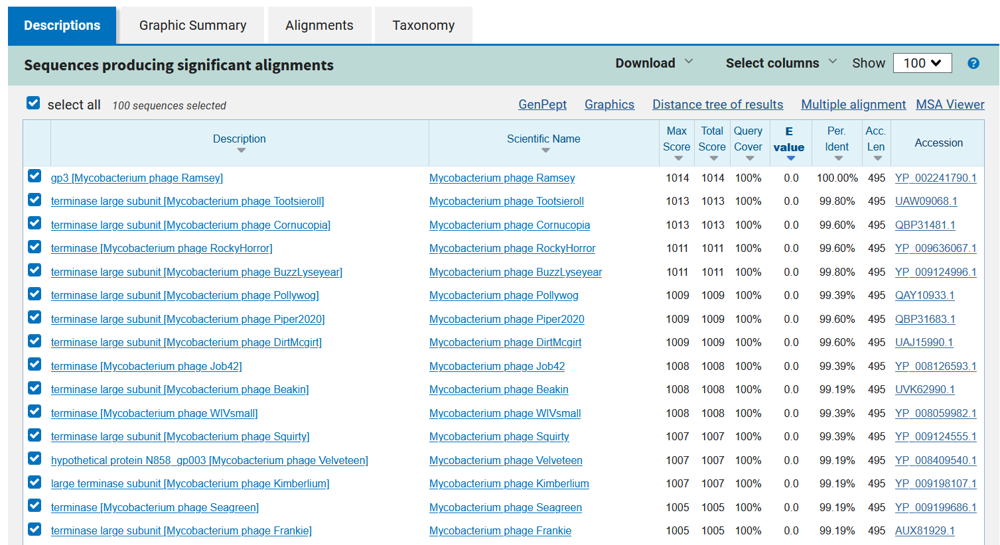 Descriptions Graphic Summary Alignments Taxonomy
Sequences producing significant alignments Download Select columns Show 100 ?
select all 100 sequences selected GenPept Graphics Distance tree of results Multiple alignment MSA Viewer
Description Scientific Name Max Score Total Score Query Cover E value Per. Ident Acc. Len Accession
gp3 [Mycobacterium phage Ramsey] Mycobacterium phage Ramsey 1014 1014 100% 0.0 100.00% 495 YP_002241790.1
terminase large subunit [Mycobacterium phage Tootsieroll] Mycobacterium phage Tootsieroll 1013 1013 100% 0.0 99.80% 495 UAW09068.1
terminase large subunit [Mycobacterium phage Cornucopia] Mycobacterium phage Cornucopia 1013 1013 100% 0.0 99.60% 495 QBP31481.1
terminase [Mycobacterium phage RockyHorror] Mycobacterium phage RockyHorror 1011 1011 100% 0.0 99.60% 495 YP_009636067.1
terminase large subunit [Mycobacterium phage BuzzLyseyear] Mycobacterium phage BuzzLyseyear 1011 1011 100% 0.0 99.80% 495 YP_009124996.1
terminase large subunit [Mycobacterium phage Pollywog] Mycobacterium phage Pollywog 1009 1009 100% 0.0 99.39% 495 QAY10933.1
terminase large subunit [Mycobacterium phage Piper2020] Mycobacterium phage Piper2020 1009 1009 100% 0.0 99.60% 495 QBP31683.1
terminase large subunit [Mycobacterium phage DirtMcgirt] Mycobacterium phage DirtMcgirt 1009 1009 100% 0.0 99.60% 495 UAJ15990.1
terminase [Mycobacterium phage Job42] Mycobacterium phage Job42 1008 1008 100% 0.0 99.39% 495 YP_008126593.1
terminase large subunit [Mycobacterium phage Beakin] Mycobacterium phage Beakin 1008 1008 100% 0.0 99.19% 495 UVK62990.1
terminase [Mycobacterium phage WIVsmall] Mycobacterium phage WIVsmall 1008 1008 100% 0.0 99.39% 495 YP_008059982.1
terminase large subunit [Mycobacterium phage Squirty] Mycobacterium phage Squirty 1007 1007 100% 0.0 99.39% 495 YP_009124555.1
hypothetical protein N858_gp003 [Mycobacterium phage Velveteen] Mycobacterium phage Velveteen 1007 1007 100% 0.0 99.19% 495 YP_008409540.1
large terminase subunit [Mycobacterium phage Kimberlium] Mycobacterium phage Kimberlium 1007 1007 100% 0.0 99.19% 495 YP_009198107.1
terminase [Mycobacterium phage Seagreen] Mycobacterium phage Seagreen 1005 1005 100% 0.0 99.19% 495 YP_009199686.1
terminase large subunit [Mycobacterium phage Frankie] Mycobacterium phage Frankie 1005 1005 100% 0.0 99.19% 495 AUX81929.1